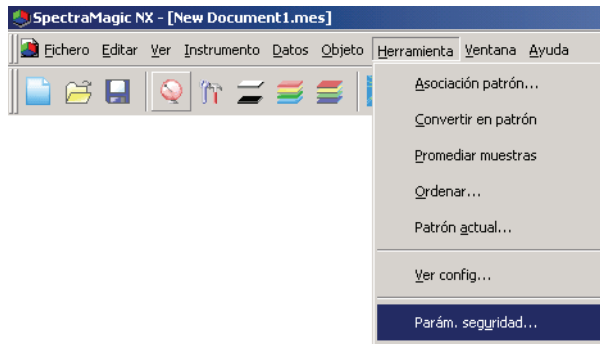 SpectraMagic NX - [New Document1.mes]
Fichero Editar Ver Instrumento Datos Objeto Herramienta Ventana Ayuda
Asociación patrón...
Convertir en patrón
Promediar muestras
Ordenar...
Patrón actual...
Ver config...
Parám. seguridad...